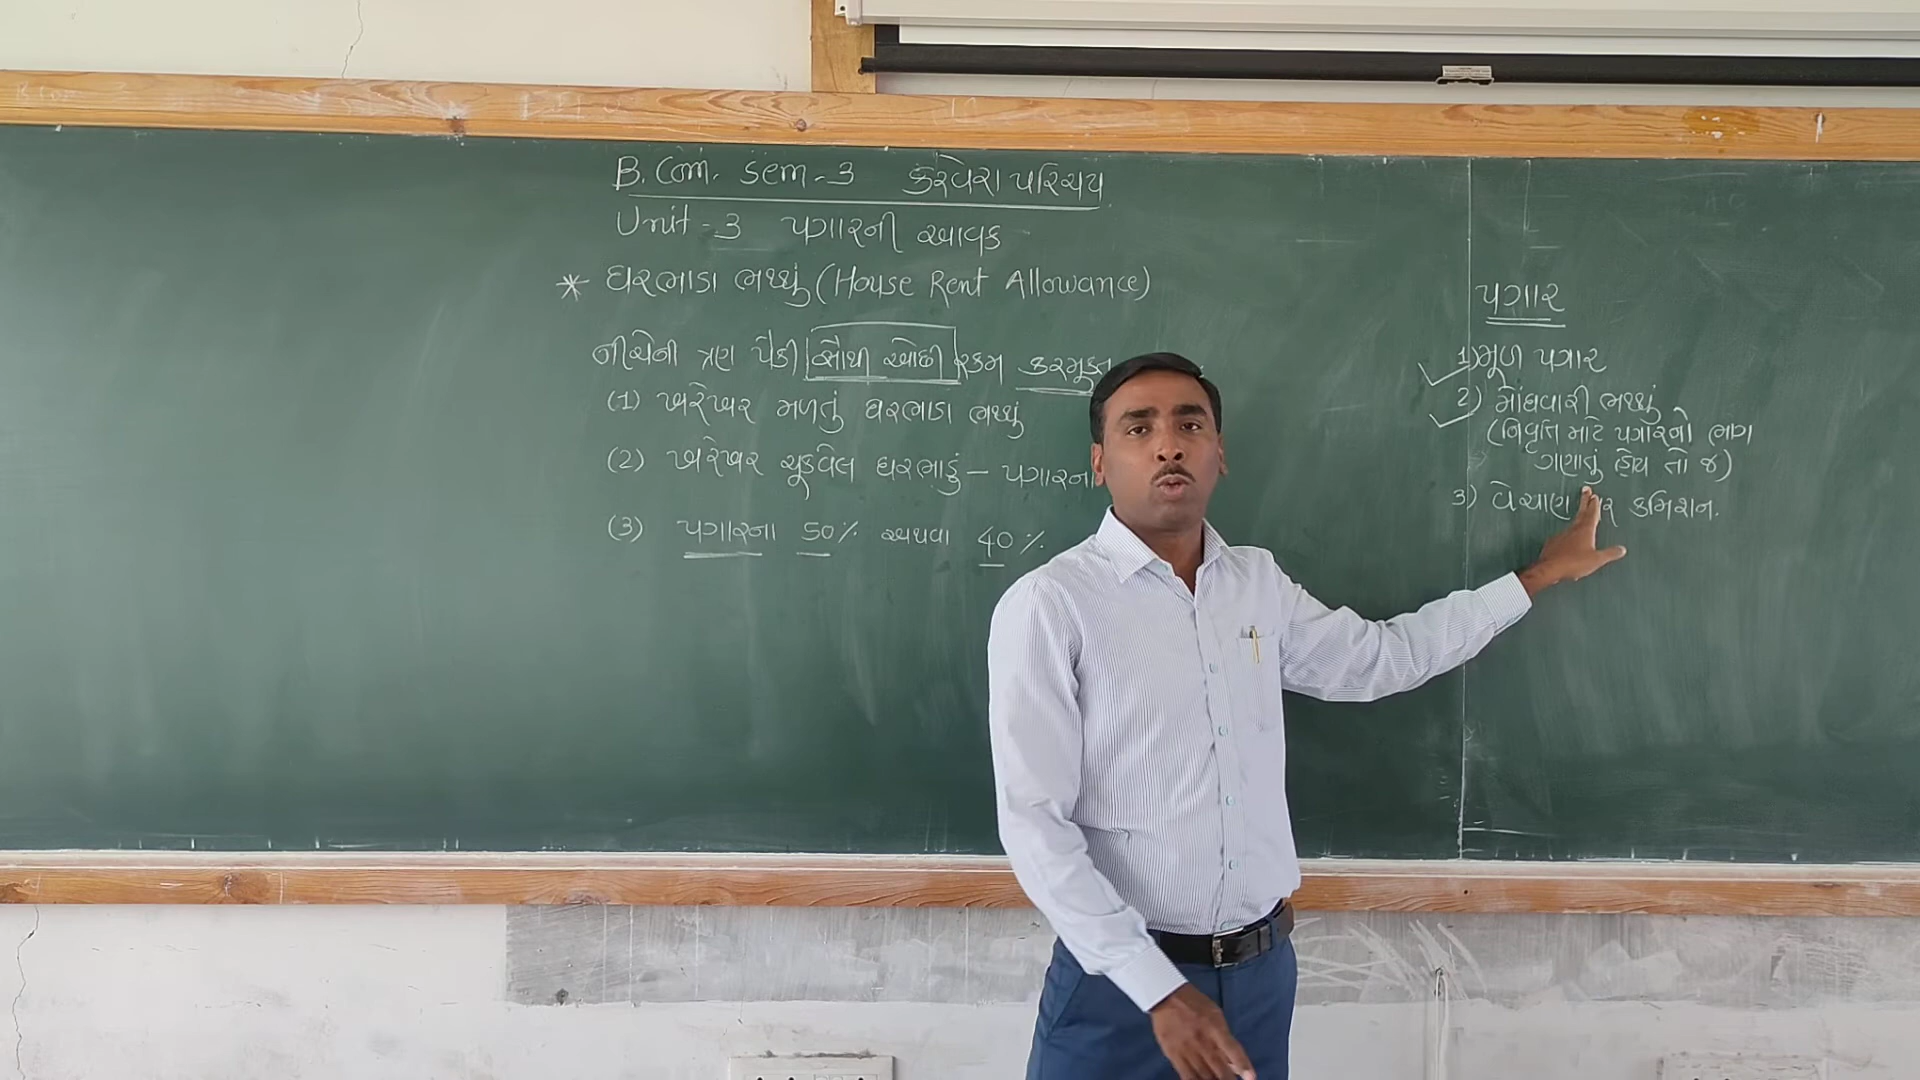 B. Com. Sem - 3 કરવેરા પરિચય
Unit - 3 પગારની આવક
* ઘરભાડા ભથ્થું (House Rent Allowance)
નીચેની ત્રણ પૈકી સૌથી ઓછી રકમ કરમુક્ત
(1) ખરેખર મળતું ઘરભાડા ભથ્થું
(2) ખરેખર ચૂકવેલ ઘરભાડું - પગારના
(3) પગારના 50% અથવા 40%
પગાર
1) મૂળ પગાર
2) મોંઘવારી ભથ્થું
(નિવૃત્તિ માટે પગારનો ભાગ
ગણાતું હોય તો જ)
3) વેચાણ પર કમિશન.